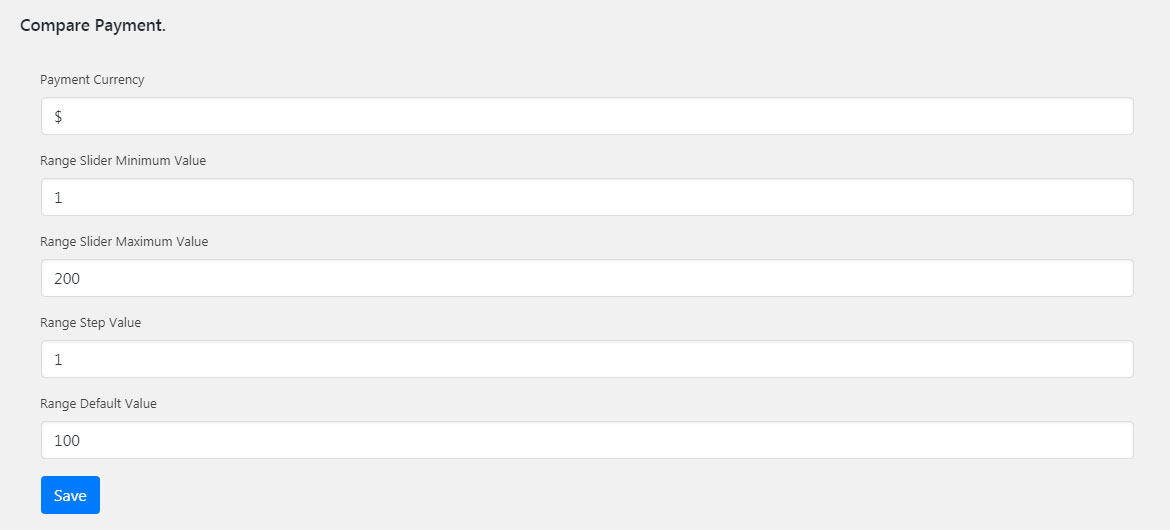 Compare Payment.
Payment Currency
$
Range Slider Minimum Value
1
Range Slider Maximum Value
200
Range Step Value
1
Range Default Value
100
Save